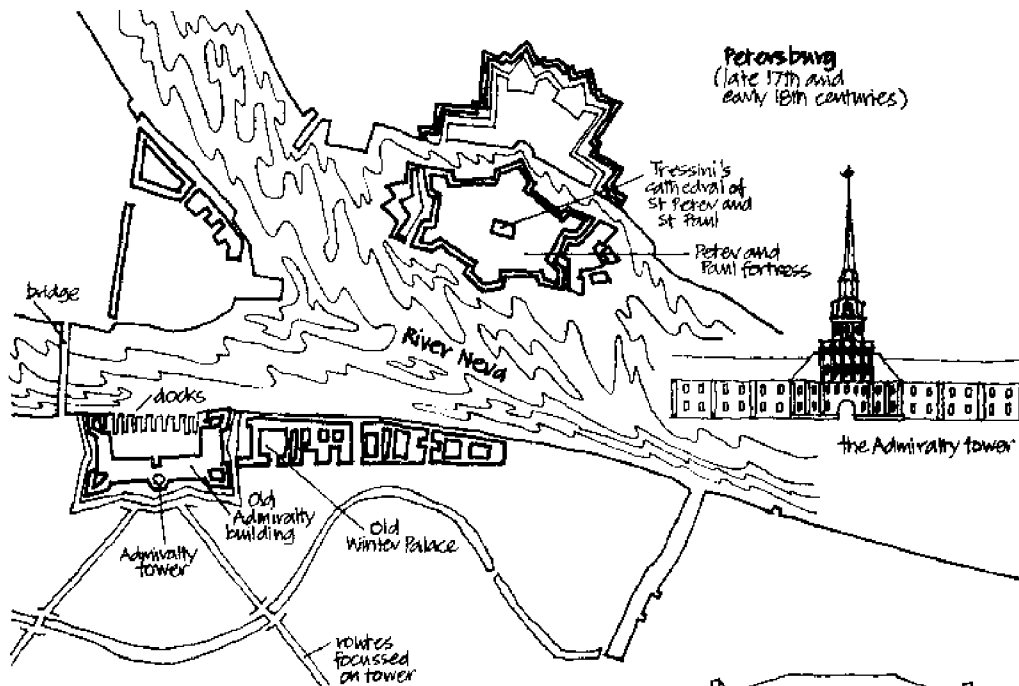 Petersburg
(late 17th and
early 18th centuries)
Tressini's
cathedral of
St Peter and
St Paul
Peter and
Paul fortress
bridge
River Neva
docks
the Admiralty tower
Old
Admiralty
building
Old
Winter Palace
Admiralty
tower
routes
focussed
on tower